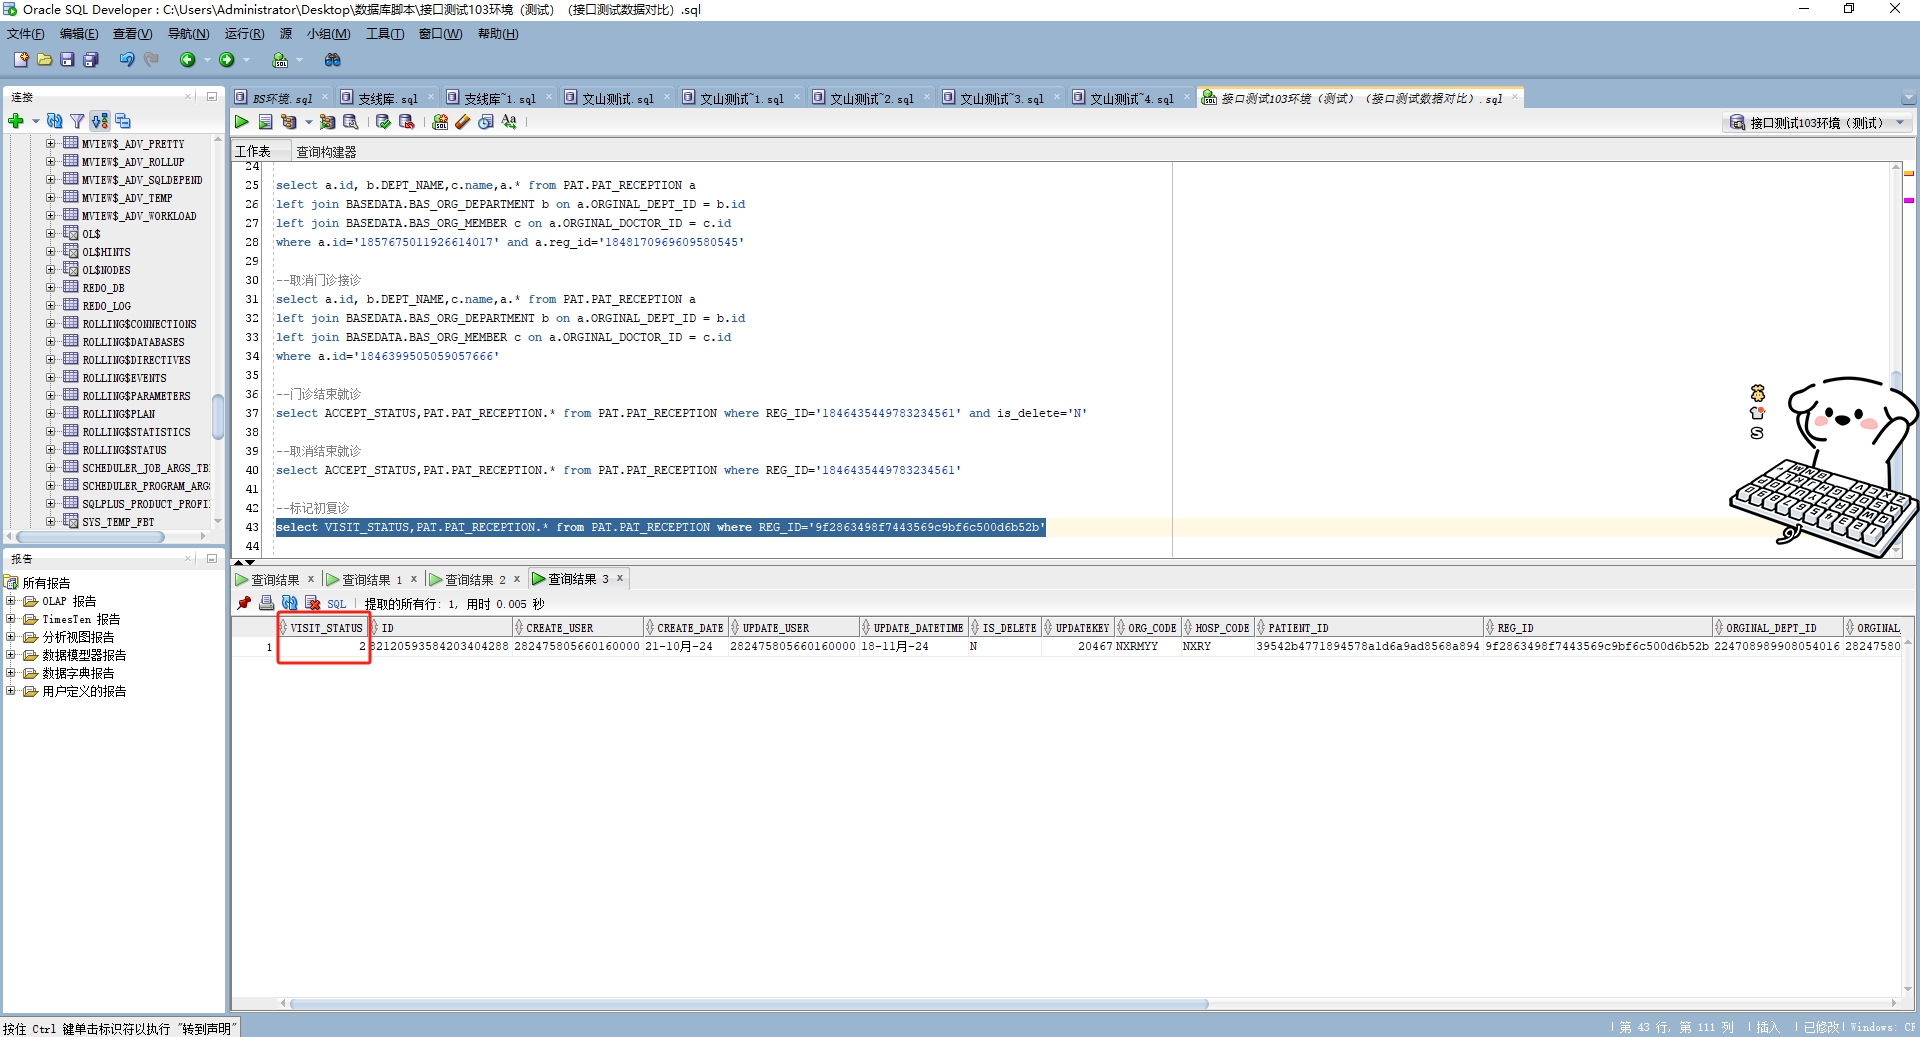 Oracle SQL Developer : C:\Users\Administrator\Desktop\数据库脚本\接口测试103环境（测试）（接口测试数据对比）.sql
文件(F) 编辑(E) 查看(V) 导航(N) 运行(R) 源 小组(M) 工具(T) 窗口(W) 帮助(H)
连接
MVIEW$_ADV_PRETTY
MVIEW$_ADV_ROLLUP
MVIEW$_ADV_SQLDEPEND
MVIEW$_ADV_TEMP
MVIEW$_ADV_WORKLOAD
OL$
OL$HINTS
OL$NODES
REDO_DB
REDO_LOG
ROLLING$CONNECTIONS
ROLLING$DATABASES
ROLLING$DIRECTIVES
ROLLING$EVENTS
ROLLING$PARAMETERS
ROLLING$PLAN
ROLLING$STATISTICS
ROLLING$STATUS
SCHEDULER_JOB_ARGS_TB
SCHEDULER_PROGRAM_ARG
SQLPLUS_PRODUCT_PROFI
SYS_TEMP_FBT
报告
所有报告
OLAP 报告
TimesTen 报告
分析视图报告
数据模型器报告
数据字典报告
用户定义的报告
BS环境.sql 支线库.sql 支线库~1.sql 文山测试.sql 文山测试~1.sql 文山测试~2.sql 文山测试~3.sql 文山测试~4.sql 接口测试103环境（测试）（接口测试数据对比）.sql
接口测试103环境（测试）
工作表 查询构建器
24
25 select a.id, b.DEPT_NAME,c.name,a.* from PAT.PAT_RECEPTION a
26 left join BASEDATA.BAS_ORG_DEPARTMENT b on a.ORGINAL_DEPT_ID = b.id
27 left join BASEDATA.BAS_ORG_MEMBER c on a.ORGINAL_DOCTOR_ID = c.id
28 where a.id='1857675011926614017' and a.reg_id='1848170969609580545'
29
30 --取消门诊接诊
31 select a.id, b.DEPT_NAME,c.name,a.* from PAT.PAT_RECEPTION a
32 left join BASEDATA.BAS_ORG_DEPARTMENT b on a.ORGINAL_DEPT_ID = b.id
33 left join BASEDATA.BAS_ORG_MEMBER c on a.ORGINAL_DOCTOR_ID = c.id
34 where a.id='1846399505059057666'
35
36 --门诊结束就诊
37 select ACCEPT_STATUS,PAT.PAT_RECEPTION.* from PAT.PAT_RECEPTION where REG_ID='1846435449783234561' and is_delete='N'
38
39 --取消结束就诊
40 select ACCEPT_STATUS,PAT.PAT_RECEPTION.* from PAT.PAT_RECEPTION where REG_ID='1846435449783234561'
41
42 --标记初复诊
43 select VISIT_STATUS,PAT.PAT_RECEPTION.* from PAT.PAT_RECEPTION where REG_ID='9f2863498f7443569c9bf6c500d6b52b'
44
查询结果 x 查询结果 1 x 查询结果 2 x 查询结果 3 x
SQL | 提取的所有行: 1, 用时 0.005 秒
VISIT_STATUS ID CREATE_USER CREATE_DATE UPDATE_USER UPDATE_DATETIME IS_DELETE UPDATEKEY ORG_CODE HOSP_CODE PATIENT_ID REG_ID ORGINAL_DEPT_ID ORGINAL_
1 2 821205935842034042​88 282475805660160000 21-10月-24 282475805660160000 18-11月-24 N 20467 NXRMYY NXRY 39542b4771894578a1d6a9ad8568a894 9f2863498f7443569c9bf6c500d6b52b 224708989908054016 28247580
按住 Ctrl 键单击标识符以执行 "转到声明"
第 43 行, 第 111 列 | 插入 | 已修改| Windows: CF